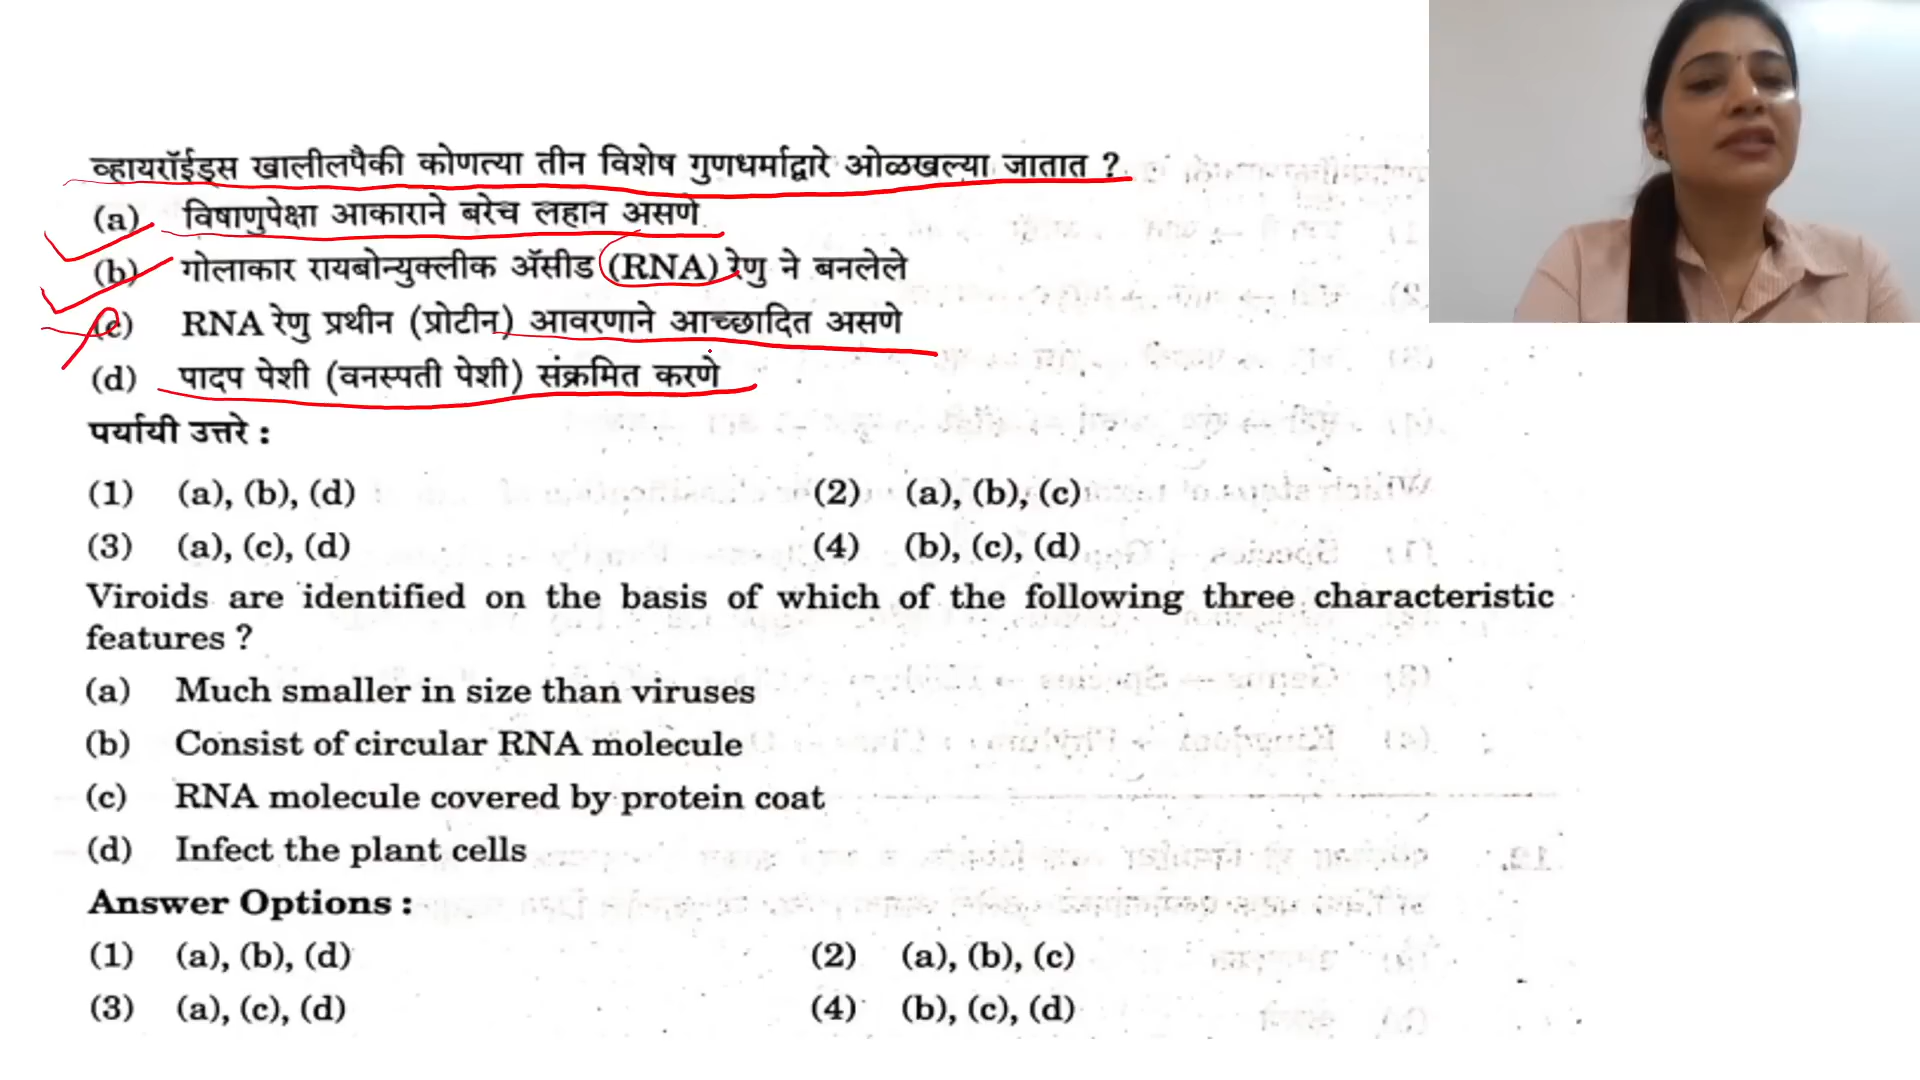 व्हायरॉईड्स खालीलपैकी कोणत्या तीन विशेष गुणधर्माद्वारे ओळखल्या जातात ?
(a) विषाणुपेक्षा आकाराने बरेच लहान असणे
(b) गोलाकार रायबोन्युक्लीक ॲसीड (RNA) रेणु ने बनलेले
(c) RNA रेणु प्रथीन (प्रोटीन) आवरणाने आच्छादित असणे
(d) पादप पेशी (वनस्पती पेशी) संक्रमित करणे
पर्यायी उत्तरे :
(1) (a), (b), (d) (2) (a), (b), (c)
(3) (a), (c), (d) (4) (b), (c), (d)
Viroids are identified on the basis of which of the following three characteristic
features ?
(a) Much smaller in size than viruses
(b) Consist of circular RNA molecule
(c) RNA molecule covered by protein coat
(d) Infect the plant cells
Answer Options :
(1) (a), (b), (d) (2) (a), (b), (c)
(3) (a), (c), (d) (4) (b), (c), (d)